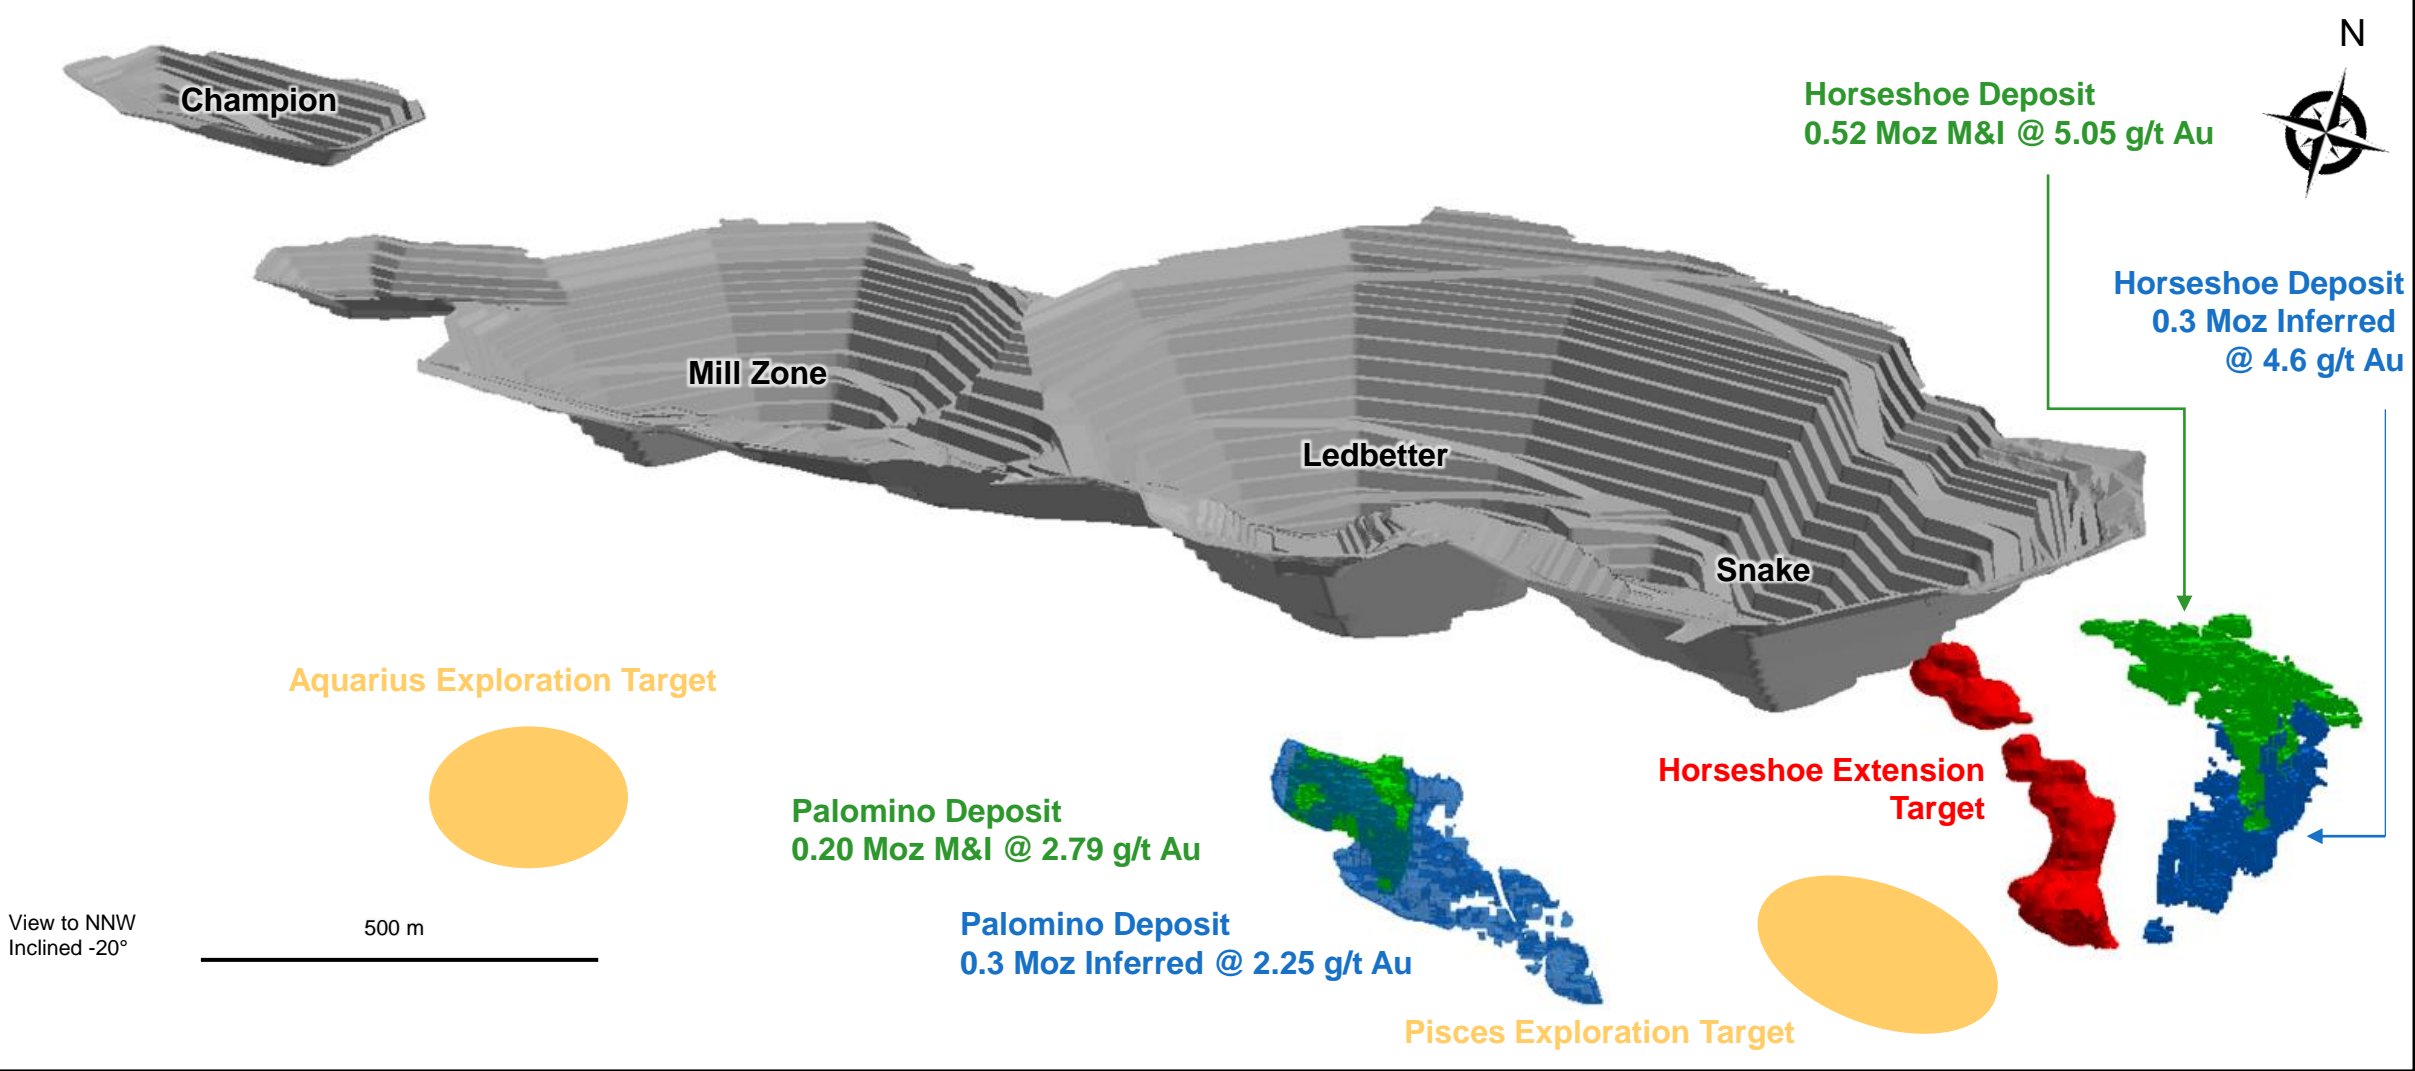 N
Champion
Horseshoe Deposit
0.52 Moz M&I @ 5.05 g/t Au
Horseshoe Deposit
0.3 Moz Inferred
@ 4.6 g/t Au
Mill Zone
Ledbetter
Snake
Aquarius Exploration Target
Horseshoe Extension
Target
Palomino Deposit
0.20 Moz M&I @ 2.79 g/t Au
Palomino Deposit
0.3 Moz Inferred @ 2.25 g/t Au
View to NNW
Inclined -20°
500 m
Pisces Exploration Target